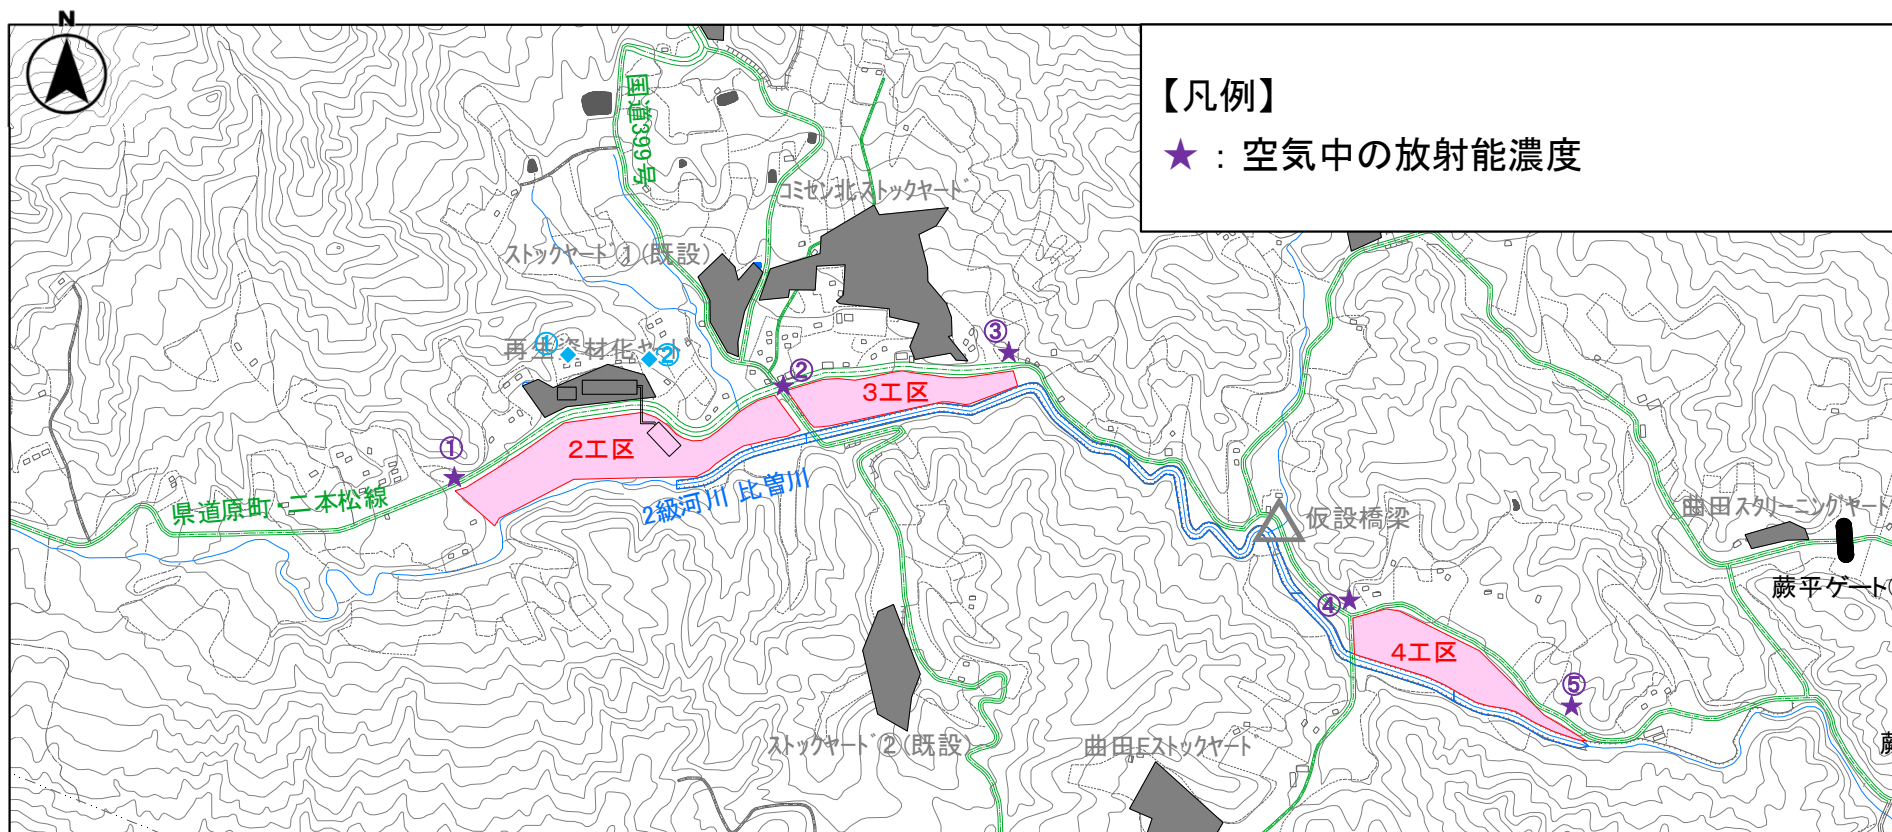 N
【凡例】
★ : 空気中の放射能濃度
国道399号
コミセン北ストックヤード
ストックヤード①(既設)
再生資材化ヤード
①
②
③
②
①
3工区
2工区
県道原町・二本松線
2級河川 比曽川
仮設橋梁
曲田スクリーニングヤード
蕨平ゲート
④
4工区
⑤
ストックヤード②(既設)
曲田Eストックヤード
蕨